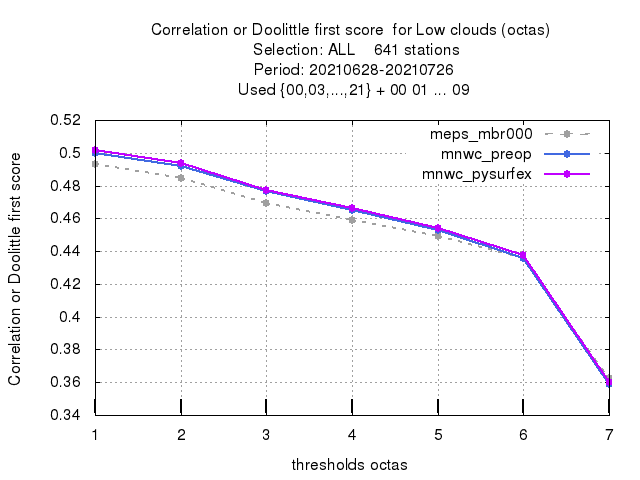 Correlation or Doolittle first score  for Low clouds (octas)
Selection: ALL    641 stations
Period: 20210628-20210726
Used {00,03,...,21} + 00 01 ... 09
meps_mbr000
mnwc_preop
mnwc_pysurfex
Correlation or Doolittle first score
0.52
0.5
0.48
0.46
0.44
0.42
0.4
0.38
0.36
0.34
1 2 3 4 5 6 7
thresholds octas